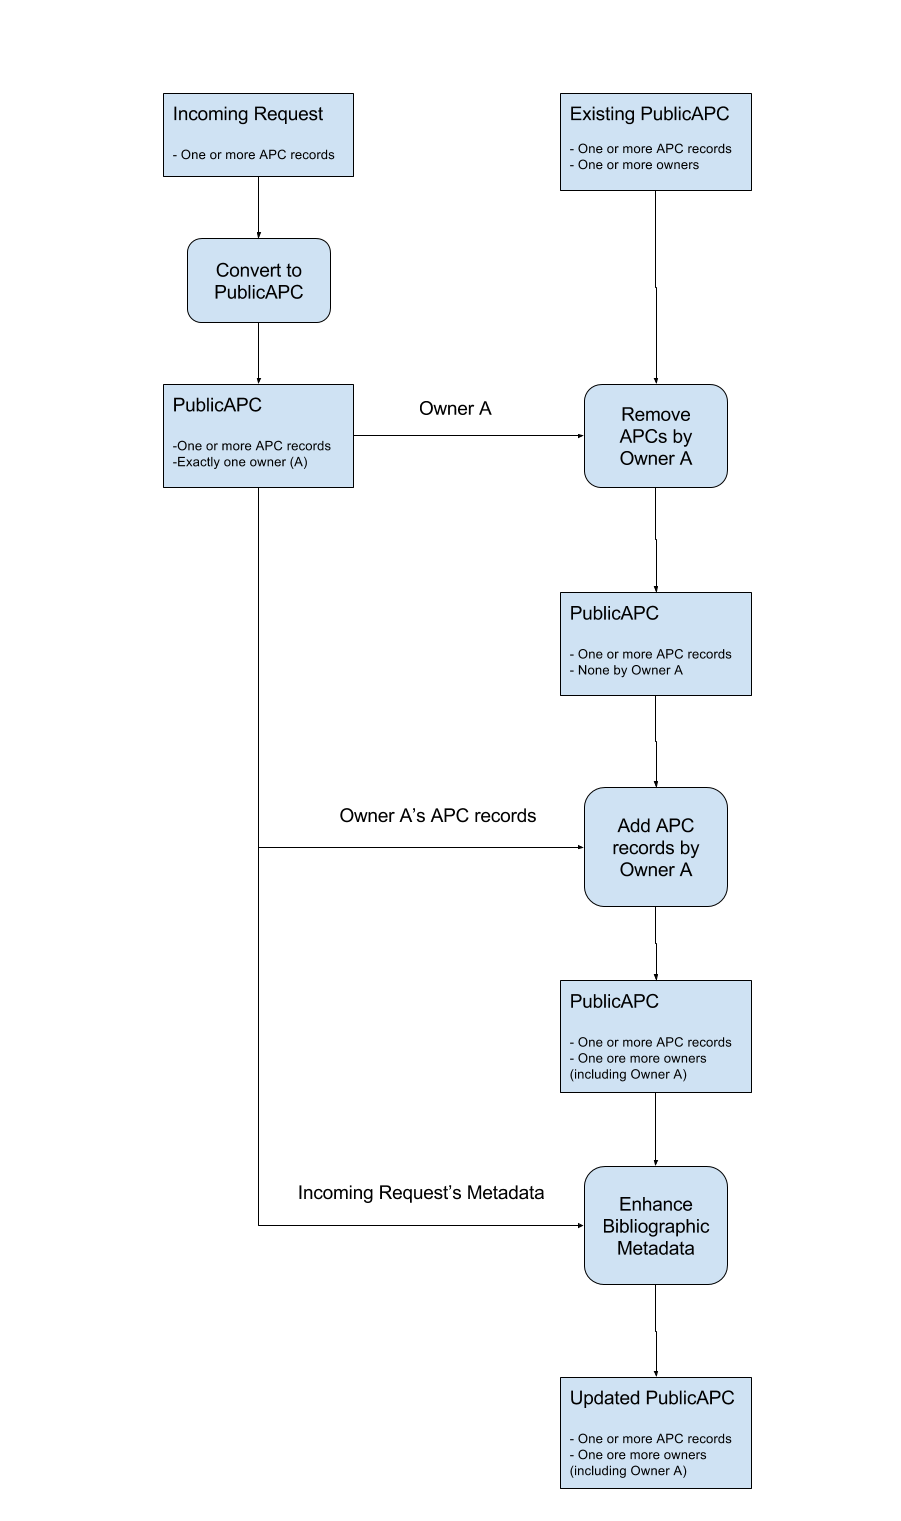 Incoming Request
- One or more APC records
Existing PublicAPC
- One or more APC records
- One or more owners
Convert to
PublicAPC
PublicAPC
-One or more APC records
-Exactly one owner (A)
Owner A
Remove
APCs by
Owner A
PublicAPC
- One or more APC records
- None by Owner A
Owner A's APC records
Add APC
records by
Owner A
PublicAPC
- One or more APC records
- One ore more owners
(including Owner A)
Incoming Request's Metadata
Enhance
Bibliographic
Metadata
Updated PublicAPC
- One or more APC records
- One ore more owners
(including Owner A)